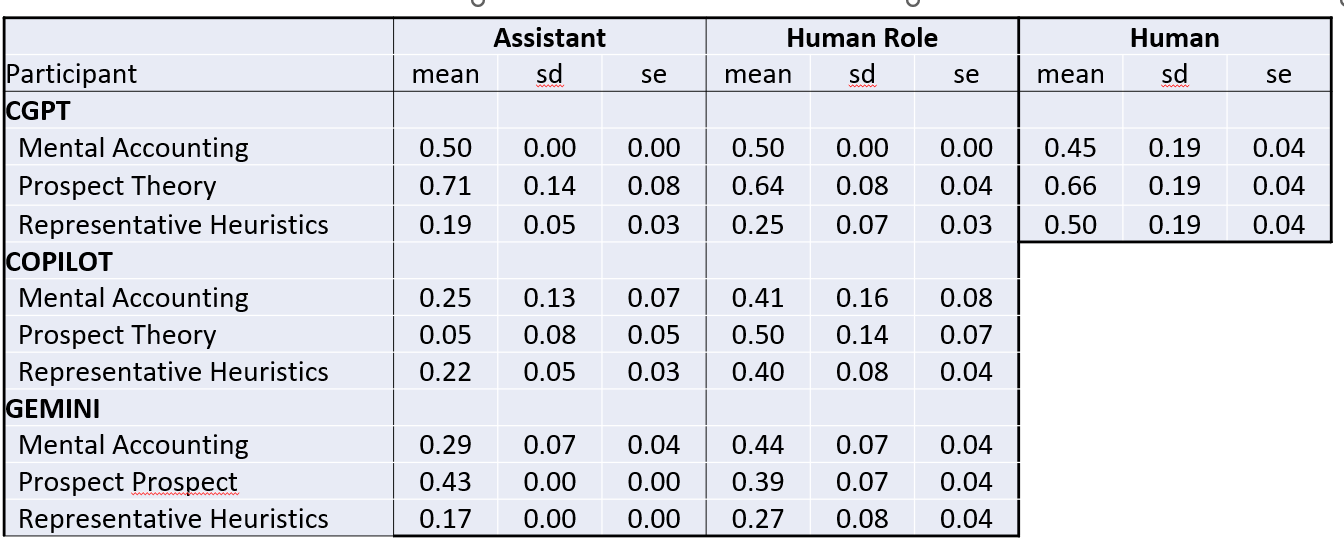 Assistant Human Role Human
Participant mean sd se mean sd se mean sd se
CGPT
Mental Accounting 0.50 0.00 0.00 0.50 0.00 0.00 0.45 0.19 0.04
Prospect Theory 0.71 0.14 0.08 0.64 0.08 0.04 0.66 0.19 0.04
Representative Heuristics 0.19 0.05 0.03 0.25 0.07 0.03 0.50 0.19 0.04
COPILOT
Mental Accounting 0.25 0.13 0.07 0.41 0.16 0.08
Prospect Theory 0.05 0.08 0.05 0.50 0.14 0.07
Representative Heuristics 0.22 0.05 0.03 0.40 0.08 0.04
GEMINI
Mental Accounting 0.29 0.07 0.04 0.44 0.07 0.04
Prospect Prospect 0.43 0.00 0.00 0.39 0.07 0.04
Representative Heuristics 0.17 0.00 0.00 0.27 0.08 0.04